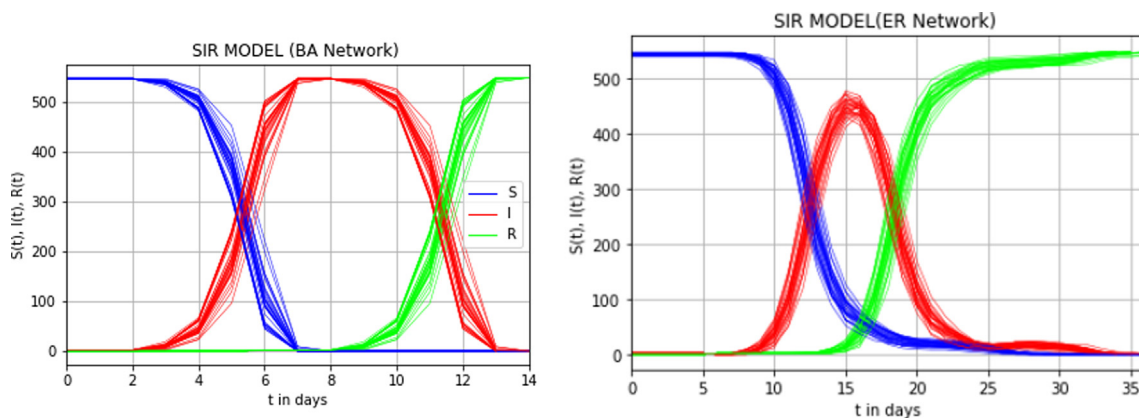 SIR MODEL (BA Network)
S(t), I(t), R(t)
500
400
300
200
100
0
S
I
R
0 2 4 6 8 10 12 14
t in days
SIR MODEL(ER Network)
S(t), I(t), R(t)
500
400
300
200
100
0
0 5 10 15 20 25 30 35
t in days